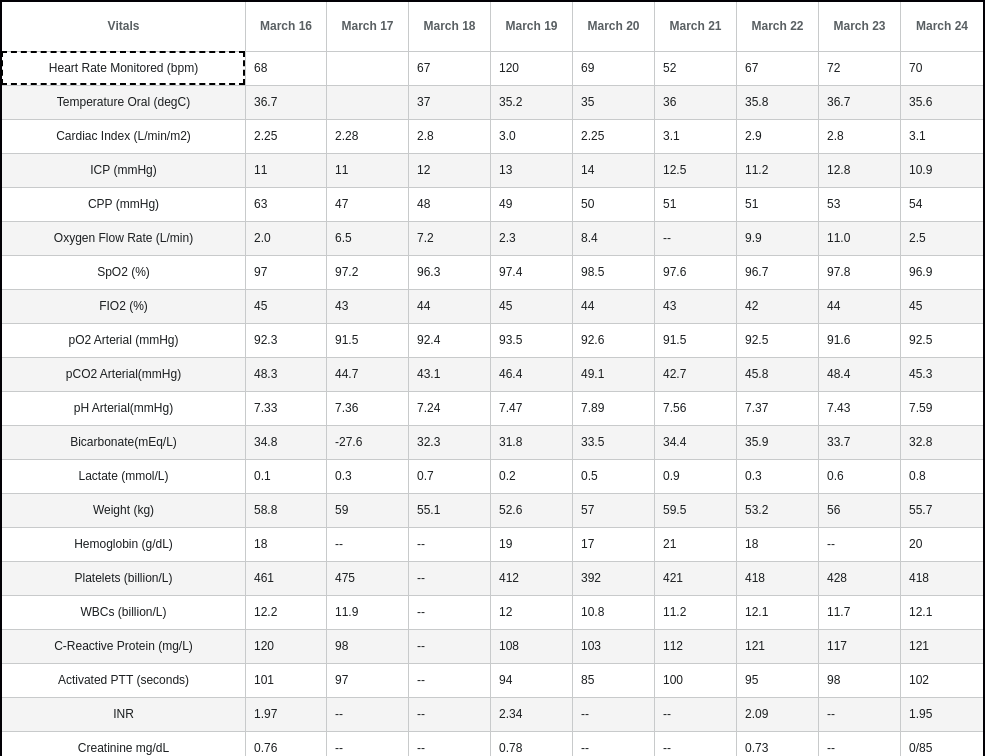 Vitals March 16 March 17 March 18 March 19 March 20 March 21 March 22 March 23 March 24
Heart Rate Monitored (bpm) 68 67 120 69 52 67 72 70
Temperature Oral (degC) 36.7 37 35.2 35 36 35.8 36.7 35.6
Cardiac Index (L/min/m2) 2.25 2.28 2.8 3.0 2.25 3.1 2.9 2.8 3.1
ICP (mmHg) 11 11 12 13 14 12.5 11.2 12.8 10.9
CPP (mmHg) 63 47 48 49 50 51 51 53 54
Oxygen Flow Rate (L/min) 2.0 6.5 7.2 2.3 8.4 -- 9.9 11.0 2.5
SpO2 (%) 97 97.2 96.3 97.4 98.5 97.6 96.7 97.8 96.9
FIO2 (%) 45 43 44 45 44 43 42 44 45
pO2 Arterial (mmHg) 92.3 91.5 92.4 93.5 92.6 91.5 92.5 91.6 92.5
pCO2 Arterial(mmHg) 48.3 44.7 43.1 46.4 49.1 42.7 45.8 48.4 45.3
pH Arterial(mmHg) 7.33 7.36 7.24 7.47 7.89 7.56 7.37 7.43 7.59
Bicarbonate(mEq/L) 34.8 -27.6 32.3 31.8 33.5 34.4 35.9 33.7 32.8
Lactate (mmol/L) 0.1 0.3 0.7 0.2 0.5 0.9 0.3 0.6 0.8
Weight (kg) 58.8 59 55.1 52.6 57 59.5 53.2 56 55.7
Hemoglobin (g/dL) 18 -- -- 19 17 21 18 -- 20
Platelets (billion/L) 461 475 -- 412 392 421 418 428 418
WBCs (billion/L) 12.2 11.9 -- 12 10.8 11.2 12.1 11.7 12.1
C-Reactive Protein (mg/L) 120 98 -- 108 103 112 121 117 121
Activated PTT (seconds) 101 97 -- 94 85 100 95 98 102
INR 1.97 -- -- 2.34 -- -- 2.09 -- 1.95
Creatinine mg/dL 0.76 -- -- 0.78 -- -- 0.73 -- 0/85